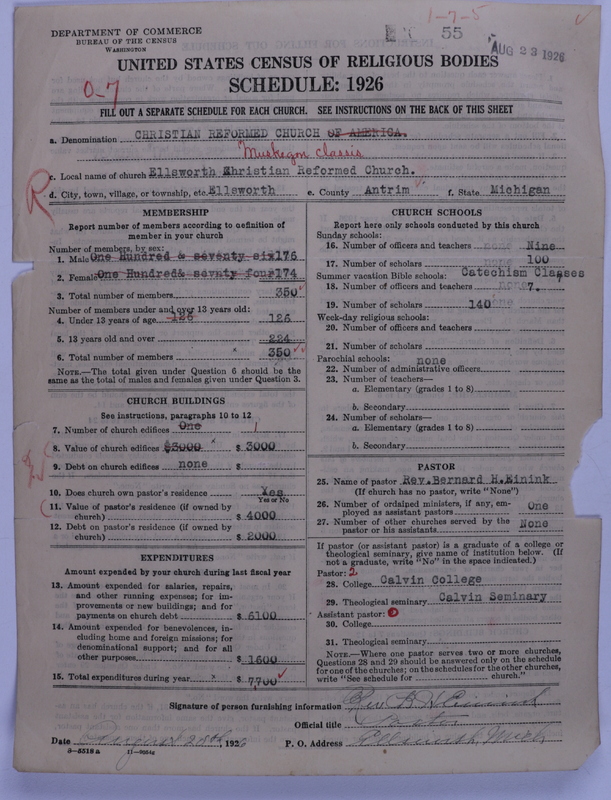 1-7-5
DEPARTMENT OF COMMERCE
BUREAU OF THE CENSUS
WASHINGTON
55
AUG 23 1926
UNITED STATES CENSUS OF RELIGIOUS BODIES
SCHEDULE: 1926
0-7
FILL OUT A SEPARATE SCHEDULE FOR EACH CHURCH. SEE INSTRUCTIONS ON THE BACK OF THIS SHEET
a. Denomination CHRISTIAN REFORMED CHURCH OF AMERICA.
Muskegon Classis
R
c. Local name of church Ellsworth Christian Reformed Church.
d. City, town, village, or township, etc. Ellsworth e. County Antrim f. State Michigan
MEMBERSHIP
Report number of members according to definition of member in your church
Number of members, by sex:
1. Male One hundred & seventy six 176
2. Female One Hundred& sevnty four 174
3. Total number of members 350
Number of members under and over 13 years old:
4. Under 13 years of age 126 126
5. 13 years old and over 224
6. Total number of members 350
NOTE.—The total given under Question 6 should be the same as the total of males and females given under Question 3.
CHURCH BUILDINGS
See instructions, paragraphs 10 to 12
7. Number of church edifices One 1
8. Value of church edifices $3000 $ 3000
9. Debt on church edifices none $
10. Does church own pastor's residence Yes
Yes or No
11. Value of pastor's residence (if owned by church) $ 4000
12. Debt on pastor's residence (if owned by church) $ 2000
EXPENDITURES
Amount expended by your church during last fiscal year
13. Amount expended for salaries, repairs, and other running expenses; for improvements or new buildings; and for payments on church debt $ 6100
14. Amount expended for benevolences, including home and foreign missions; for denominational support; and for all other purposes $ 1600
15. Total expenditures during year $ 7700
CHURCH SCHOOLS
Report here only schools conducted by this church
Sunday schools:
16. Number of officers and teachers none Nine
17. Number of scholars none 100
Summer vacation Bible schools: Catechism Classes
18. Number of officers and teachers none 7.
19. Number of scholars 140 none
Week-day religious schools:
20. Number of officers and teachers
21. Number of scholars
Parochial schools: none
22. Number of administrative officers
23. Number of teachers—
a. Elementary (grades 1 to 8)
b. Secondary
24. Number of scholars—
a. Elementary (grades 1 to 8)
b. Secondary
PASTOR
25. Name of pastor Rev. Bernard H. Einink
(If church has no pastor, write "None")
26. Number of ordained ministers, if any, employed as assistant pastors One
27. Number of other churches served by the pastor or his assistants None
If pastor (or assistant pastor) is a graduate of a college or theological seminary, give name of institution below. (If not a graduate, write "No" in the space indicated.)
Pastor: 2
28. College Calvin College
29. Theological seminary Calvin Seminary
Assistant pastor: 0
30. College
31. Theological seminary
NOTE.—Where one pastor serves two or more churches, Questions 28 and 29 should be answered only on the schedule for one of the churches; on the schedules for the other churches, write "See schedule for church."
Signature of person furnishing information Rev B H Einink
Official title Pastor
Date August 20th, 1926 P. O. Address Ellsworth, Mich.